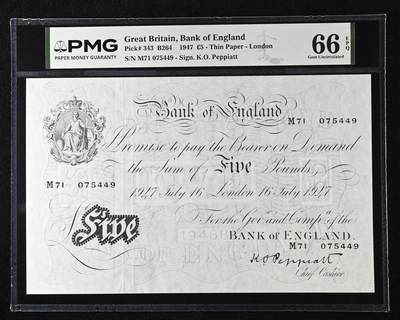 PMG
PAPER MONEY GUARANTY
Great Britain, Bank of England
Pick# 343 B264 1947 £5 - Thin Paper - London
S/N M71 075449 - Sign. K.O. Peppiatt
66 EPQ
Gem Uncirculated
Bank of England
M71 075449
I Promise to pay the Bearer on Demand
the Sum of Five Pounds
M71 075449
1947 July 16 London 16 July 1947
For the Govr. and Compa. of the
BANK OF ENGLAND.
M71 075449
Five
K O Peppiatt
Chief Cashier